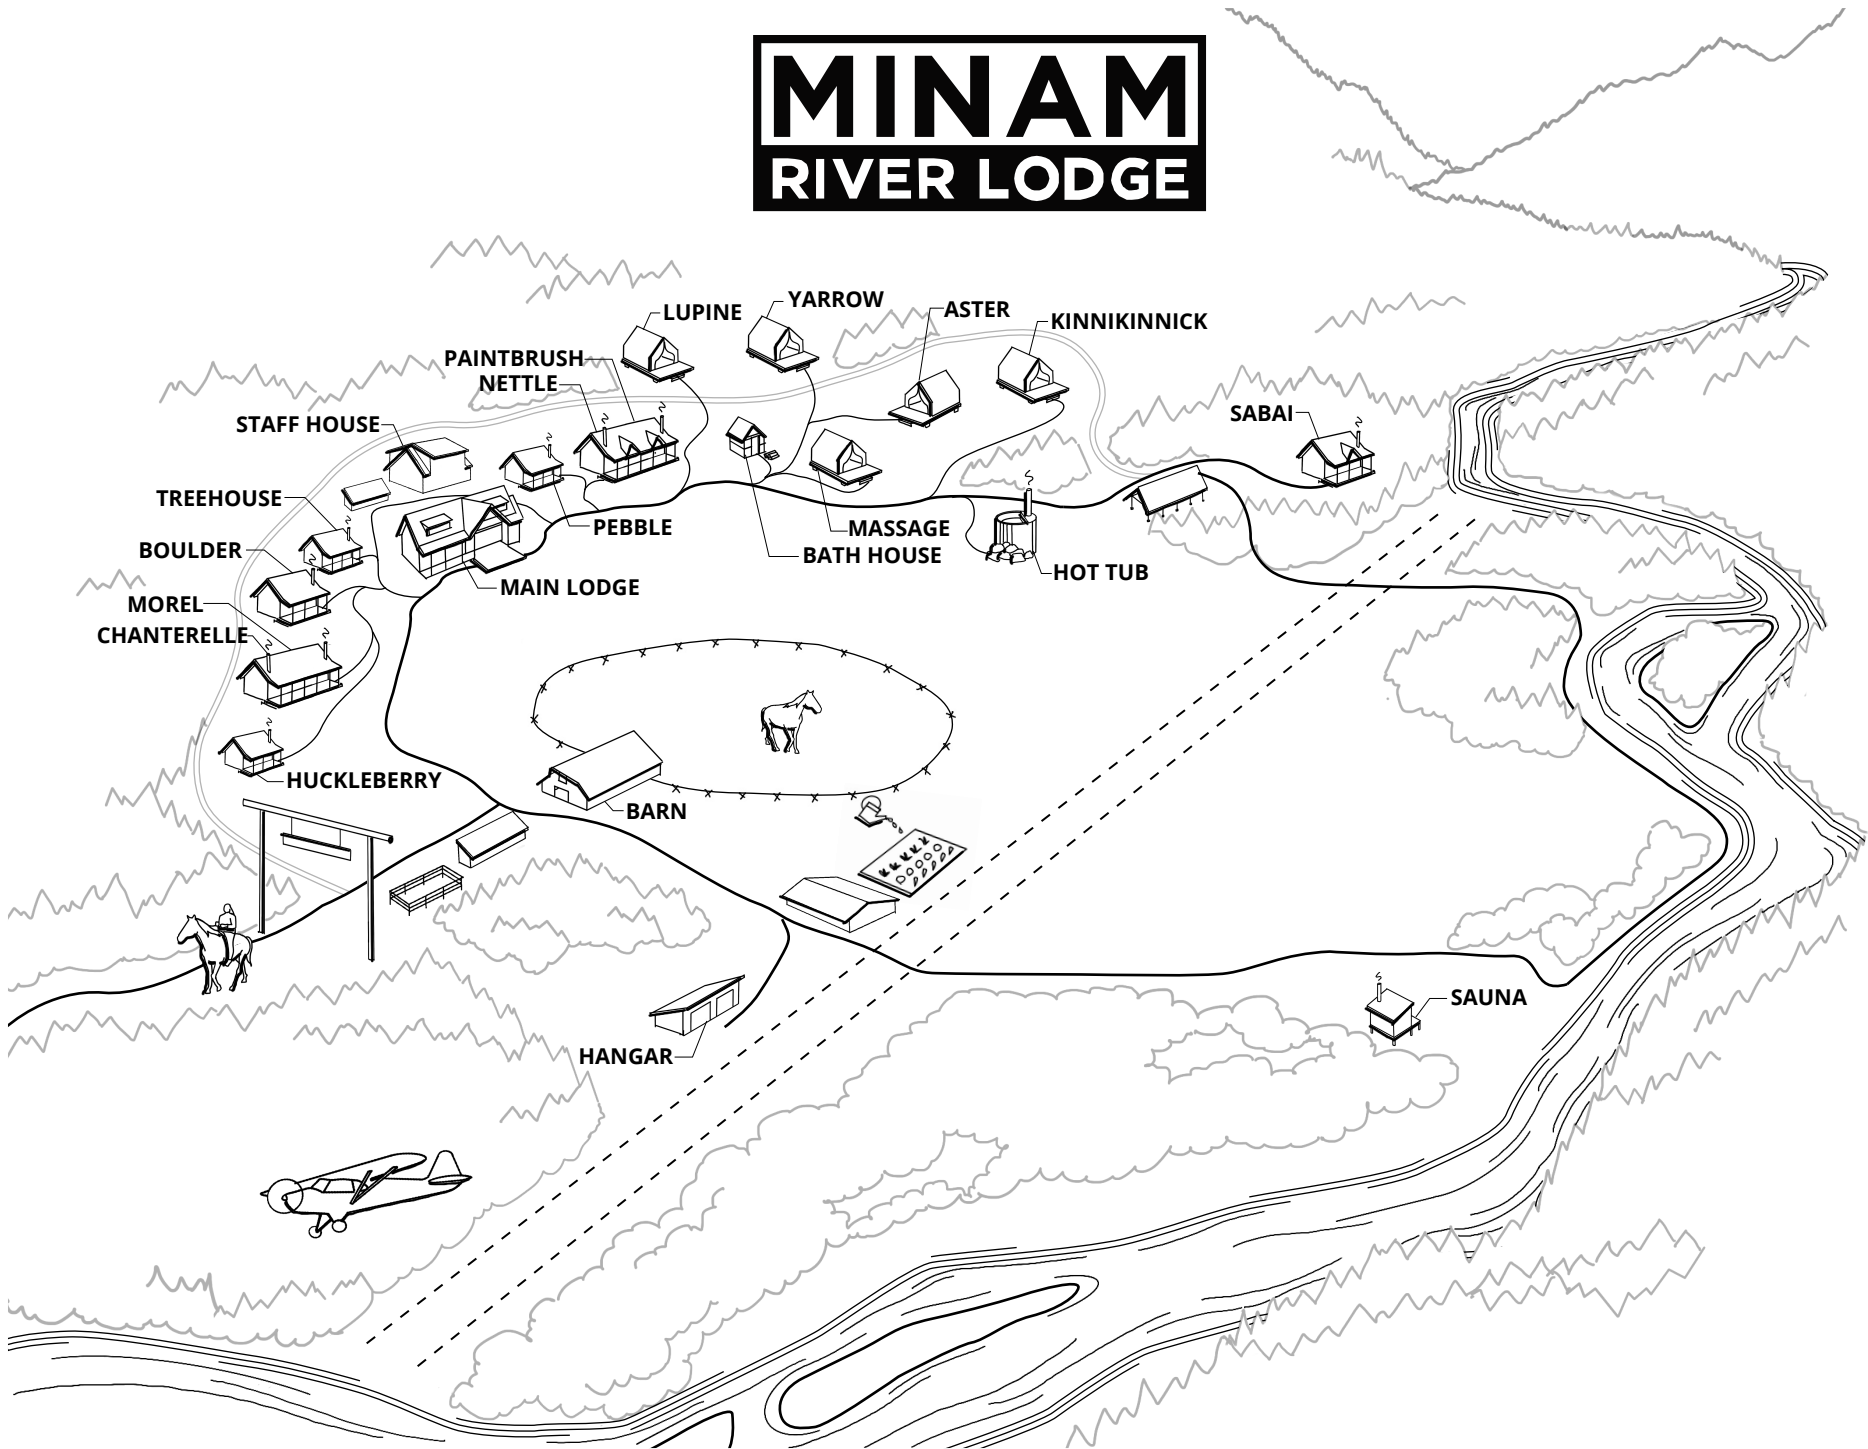 MINAM
RIVER LODGE
YARROW
LUPINE
ASTER
KINNIKINNICK
PAINTBRUSH
NETTLE
SABAI
STAFF HOUSE
TREEHOUSE
PEBBLE
MASSAGE
BOULDER
BATH HOUSE
HOT TUB
MAIN LODGE
MOREL
CHANTERELLE
HUCKLEBERRY
BARN
SAUNA
HANGAR